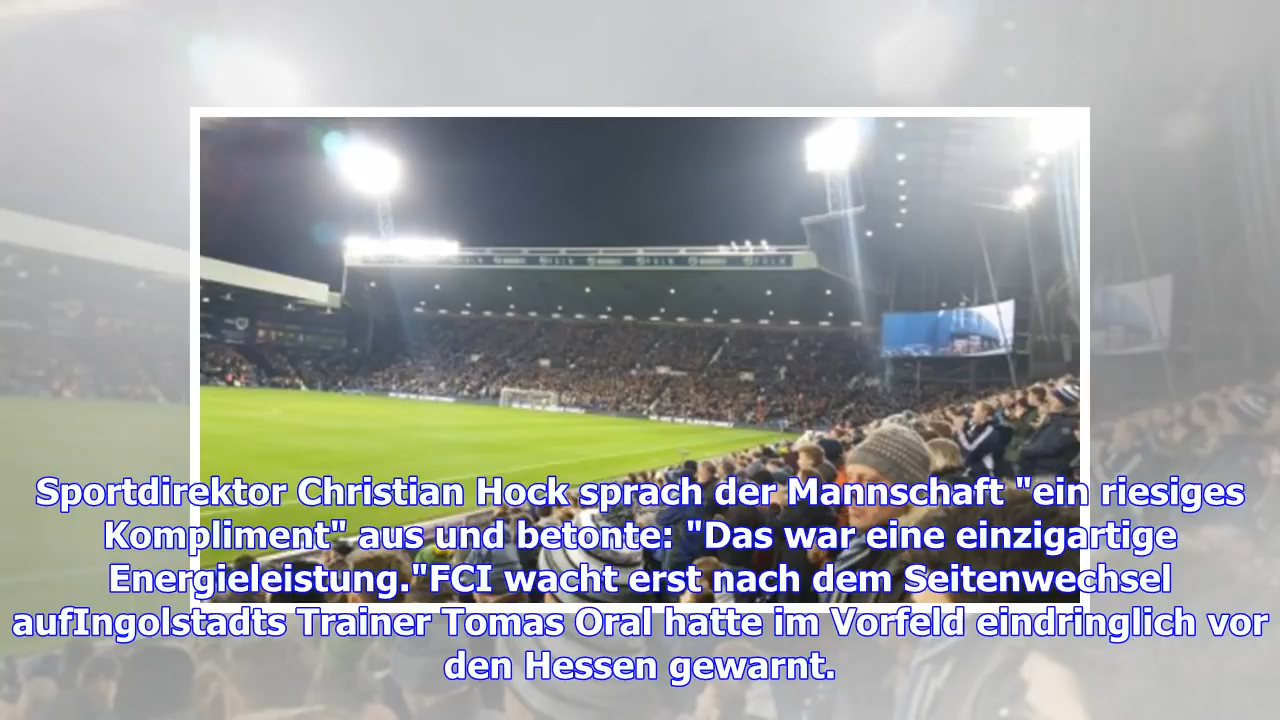 Sportdirektor Christian Hock sprach der Mannschaft "ein riesiges
Kompliment" aus und betonte: "Das war eine einzigartige
Energieleistung."FCI wacht erst nach dem Seitenwechsel
aufIngolstadts Trainer Tomas Oral hatte im Vorfeld eindringlich vor
den Hessen gewarnt.